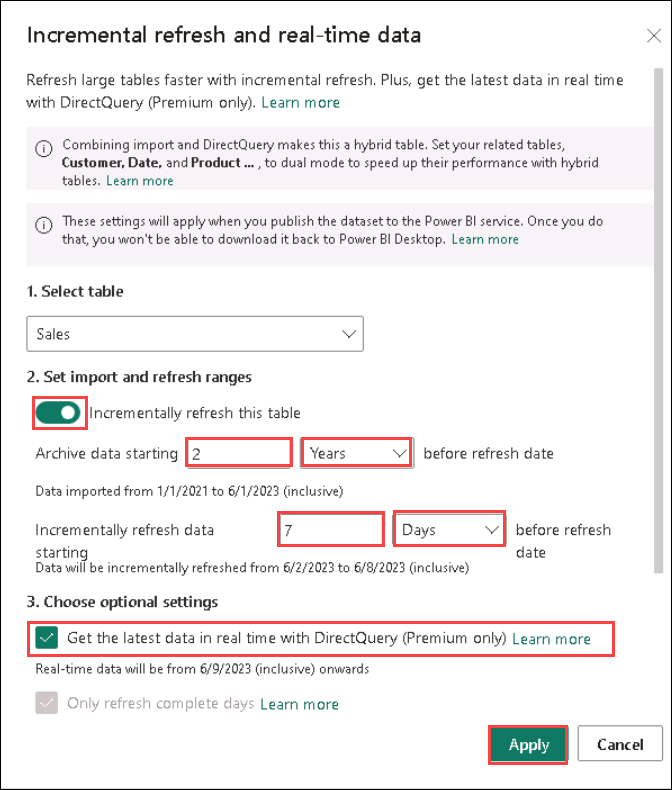 Incremental refresh and real-time data
Refresh large tables faster with incremental refresh. Plus, get the latest data in real time
with DirectQuery (Premium only). Learn more
Combining import and DirectQuery makes this a hybrid table. Set your related tables,
Customer, Date, and Product ... , to dual mode to speed up their performance with hybrid
tables. Learn more
These settings will apply when you publish the dataset to the Power BI service. Once you do
that, you won't be able to download it back to Power BI Desktop. Learn more
1. Select table
Sales
2. Set import and refresh ranges
Incrementally refresh this table
Archive data starting 2 Years before refresh date
Data imported from 1/1/2021 to 6/1/2023 (inclusive)
Incrementally refresh data 7 Days before refresh
starting date
Data will be incrementally refreshed from 6/2/2023 to 6/8/2023 (inclusive)
3. Choose optional settings
Get the latest data in real time with DirectQuery (Premium only) Learn more
Real-time data will be from 6/9/2023 (inclusive) onwards
Only refresh complete days Learn more
Apply Cancel